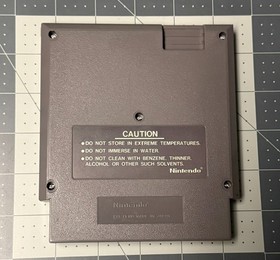 CAUTION
•DO NOT STORE IN EXTREME TEMPERATURES.
•DO NOT IMMERSE IN WATER.
•DO NOT CLEAN WITH BENZENE, THINNER,
ALCOHOL OR OTHER SUCH SOLVENTS.
Nintendo
Nintendo